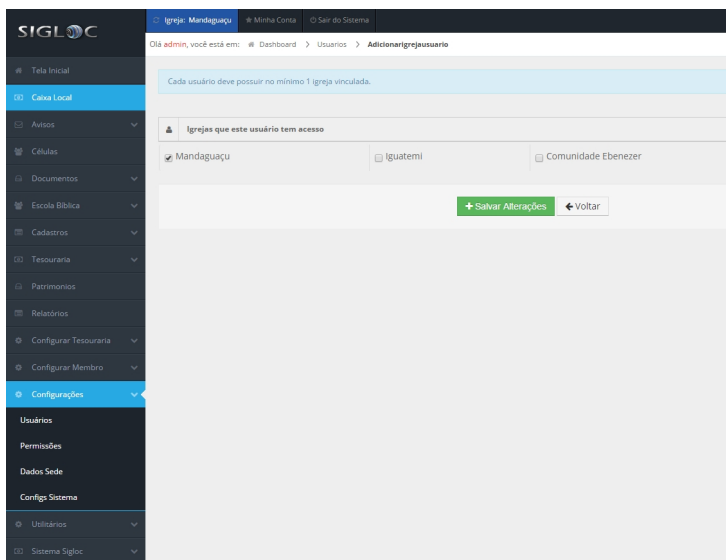 SIGLOC
Igreja: Mandaguaçu Minha Conta Sair do Sistema
Olá admin, você está em: Dashboard > Usuarios > Adicionarigrejausuario
Tela Inicial
Caixa Local
Avisos
Células
Documentos
Escola Bíblica
Cadastros
Tesouraria
Patrimonios
Relatórios
Configurar Tesouraria
Configurar Membro
Configurações
Usuários
Permissões
Dados Sede
Configs Sistema
Utilitários
Sistema Sigloc
Cada usuário deve possuir no mínimo 1 igreja vinculada.
Igrejas que este usuário tem acesso
Mandaguaçu Iguatemi Comunidade Ebenezer
Salvar Alterações Voltar